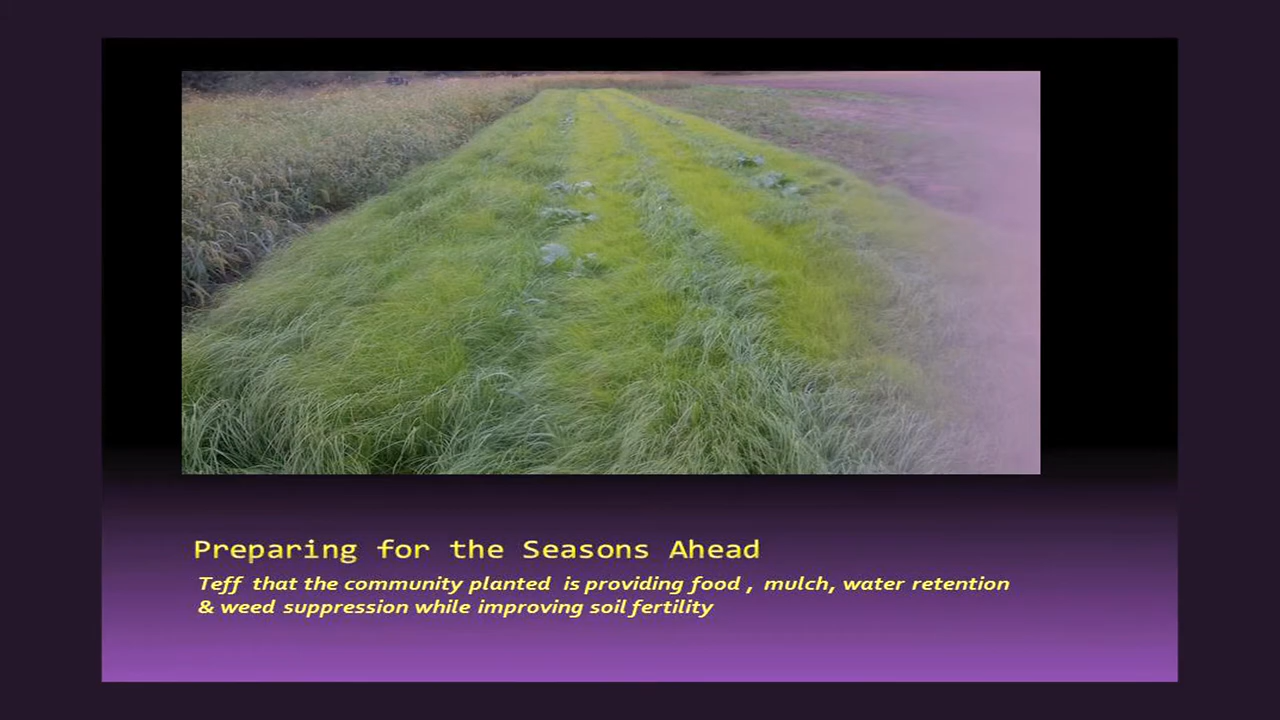 Preparing for the Seasons Ahead
Teff that the community planted is providing food , mulch, water retention
& weed suppression while improving soil fertility